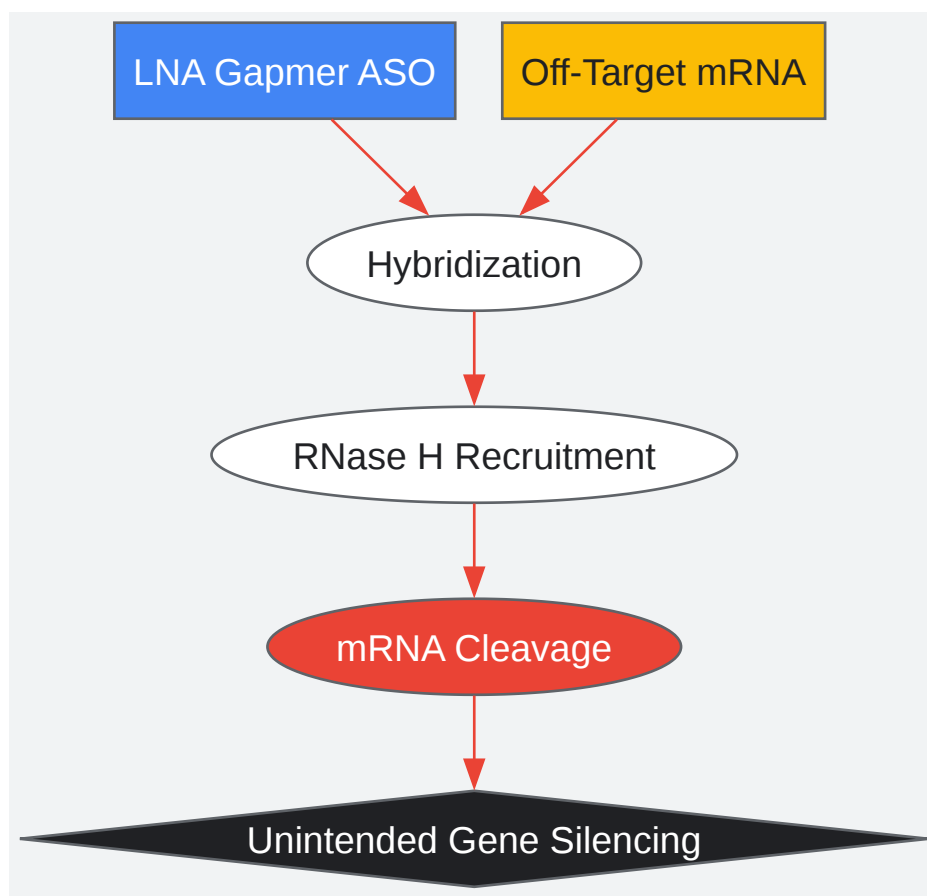 LNA Gapmer ASO
Off-Target mRNA
Hybridization
RNase H Recruitment
mRNA Cleavage
Unintended Gene Silencing